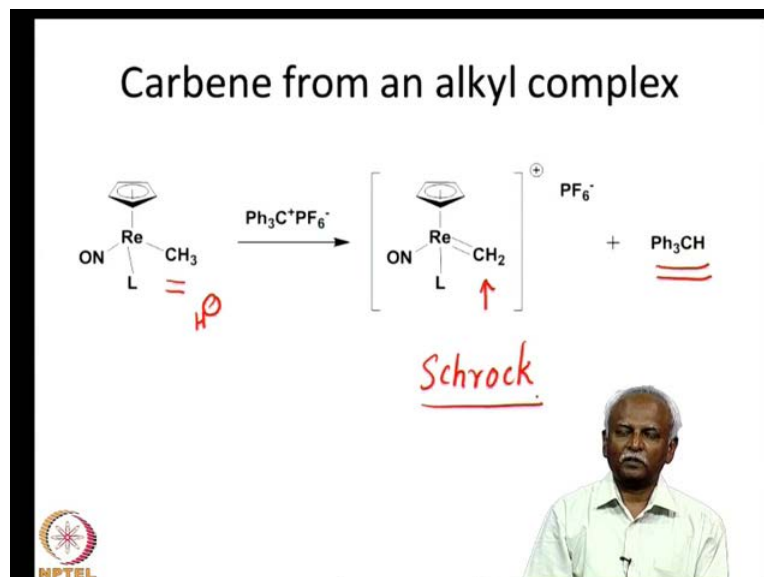 Carbene from an alkyl complex
Ph₃C⁺PF₆⁻
⊕
PF₆⁻
Re
ON
CH₃
L
H⊖
Re
ON
CH₂
L
+
Ph₃CH
Schrock
NPTEL